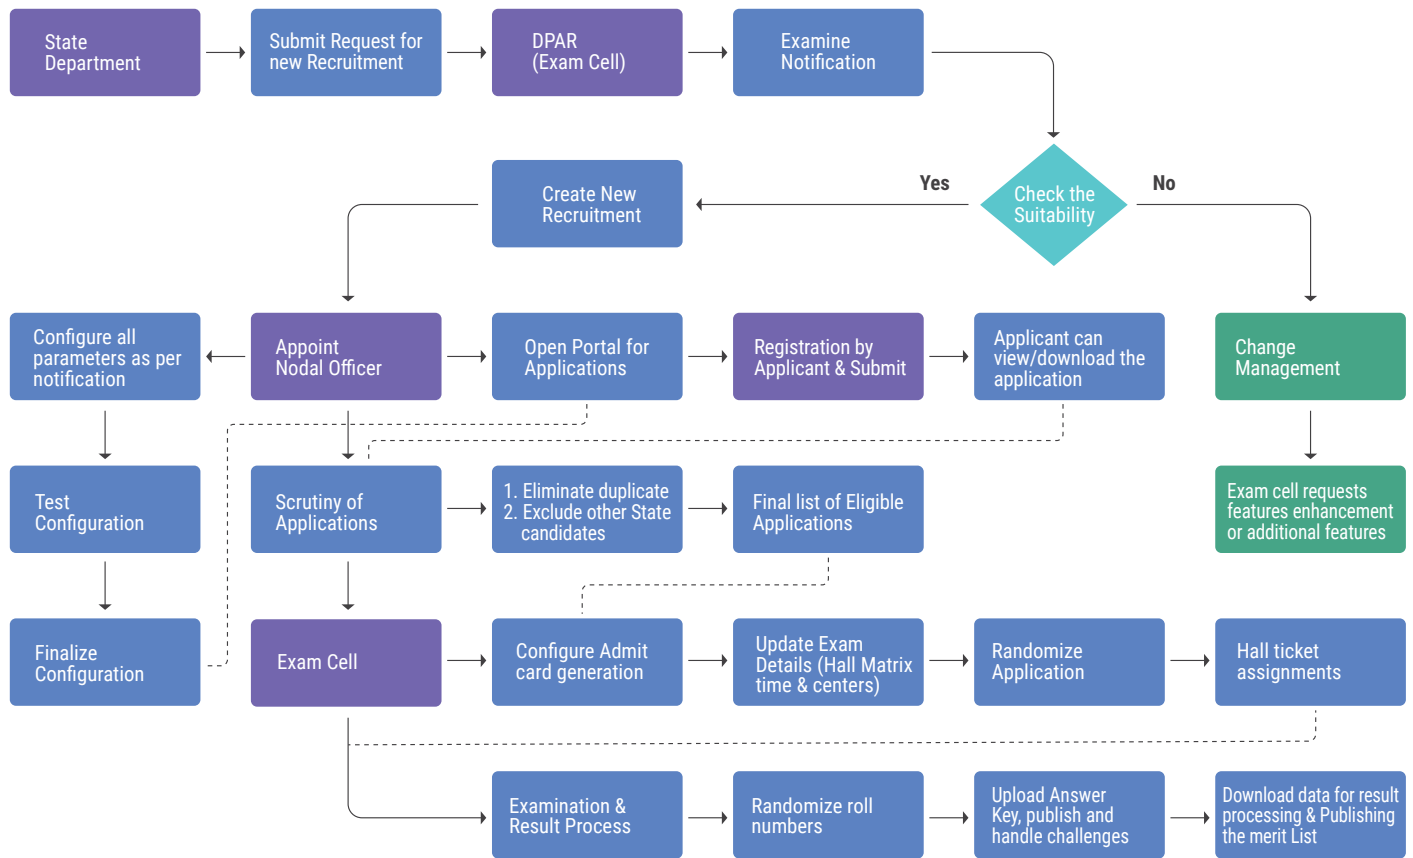 State
Department
Submit Request for
new Recruitment
DPAR
(Exam Cell)
Examine
Notification
Check the
Suitability
Yes
No
Create New
Recruitment
Configure all
parameters as per
notification
Appoint
Nodal Officer
Open Portal for
Applications
Registration by
Applicant & Submit
Applicant can
view/download the
application
Change
Management
Test
Configuration
Scrutiny of
Applications
1. Eliminate duplicate
2. Exclude other State
candidates
Final list of Eligible
Applications
Exam cell requests
features enhancement
or additional features
Finalize
Configuration
Exam Cell
Configure Admit
card generation
Update Exam
Details (Hall Matrix
time & centers)
Randomize
Application
Hall ticket
assignments
Examination &
Result Process
Randomize roll
numbers
Upload Answer
Key, publish and
handle challenges
Download data for result
processing & Publishing
the merit List